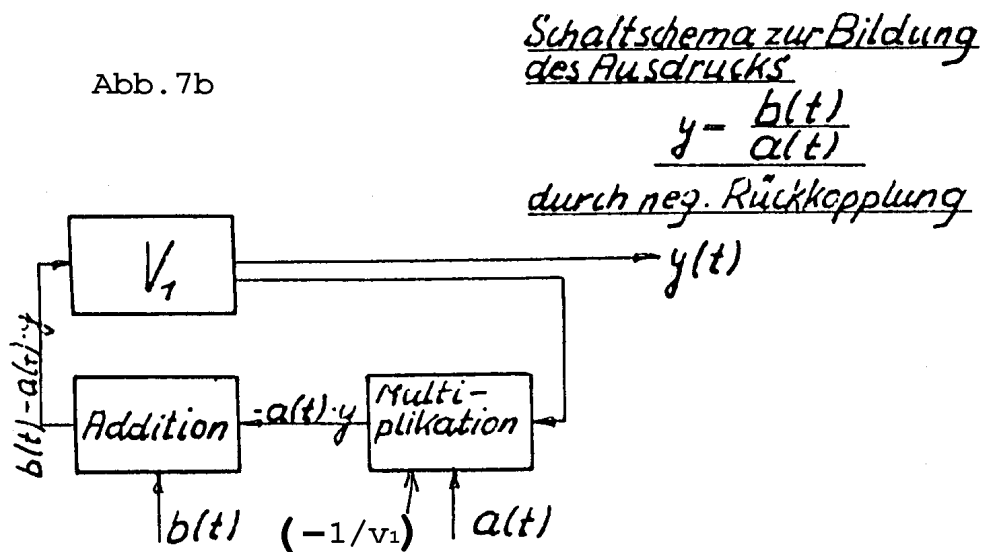 Abb.7b
Schaltschema zur Bildung
des Ausdrucks
y - b(t)
a(t)
durch neg. Rückkopplung
V1
y(t)
b(t)-a(t)·y
Addition
-a(t)·y
Multi-
plikation
b(t)
(-1/v1)
a(t)